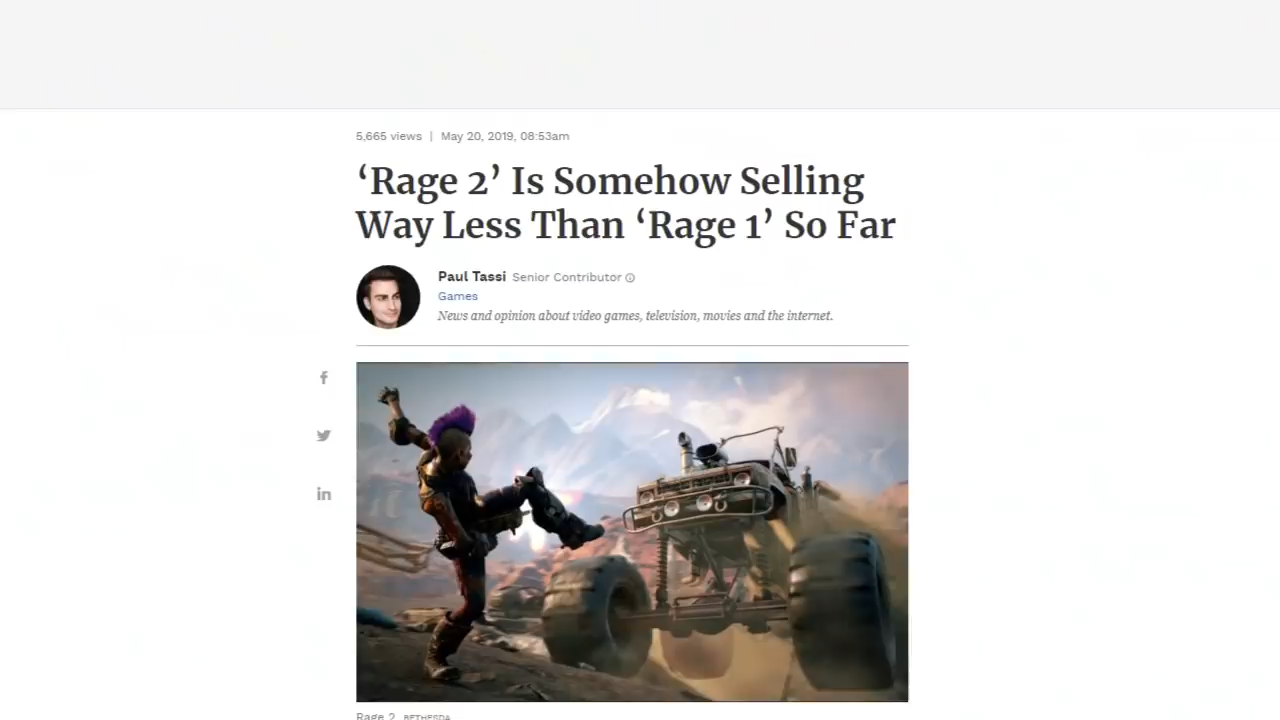 5,665 views | May 20, 2019, 08:53am
‘Rage 2’ Is Somehow Selling
Way Less Than ‘Rage 1’ So Far
Paul Tassi Senior Contributor
Games
News and opinion about video games, television, movies and the internet.
Rage 2 BETHESDA